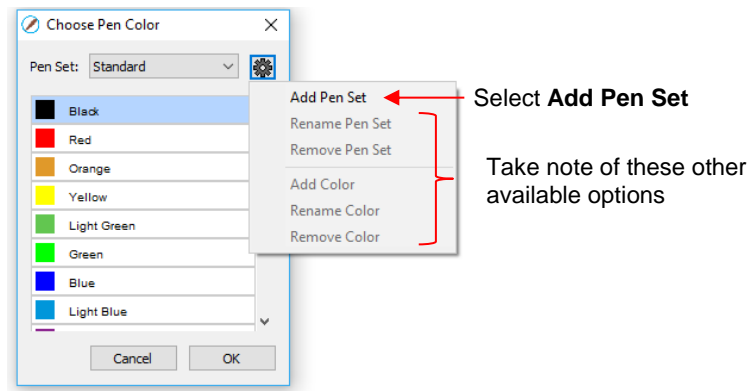 Choose Pen Color
Pen Set: Standard
Black
Red
Orange
Yellow
Light Green
Green
Blue
Light Blue
Cancel OK
Add Pen Set
Rename Pen Set
Remove Pen Set
Add Color
Rename Color
Remove Color
Select Add Pen Set
Take note of these other
available options